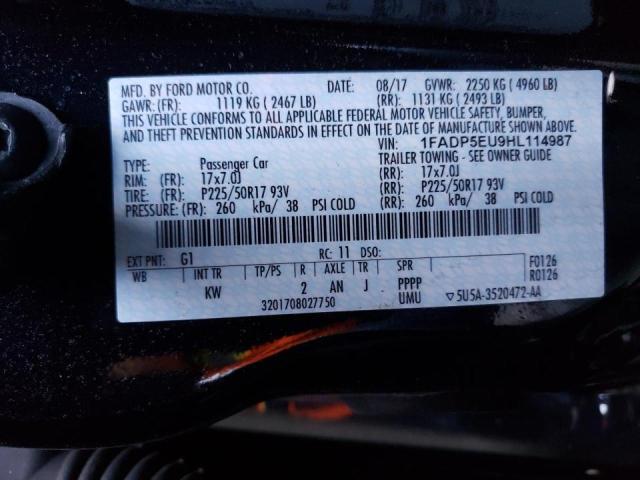 MFD. BY FORD MOTOR CO. DATE: 08/17 GVWR: 2250 KG ( 4960 LB)
GAWR: (FR): 1119 KG ( 2467 LB) (RR): 1131 KG ( 2493 LB)
THIS VEHICLE CONFORMS TO ALL APPLICABLE FEDERAL MOTOR VEHICLE SAFETY, BUMPER,
AND THEFT PREVENTION STANDARDS IN EFFECT ON THE DATE OF MANUFACTURE SHOWN ABOVE.
VIN: 1FADP5EU9HL114987
TYPE: Passenger Car TRAILER TOWING - SEE OWNER GUIDE
RIM: (FR): 17x7.0J (RR): 17x7.0J
TIRE: (FR): P225/50R17 93V (RR): P225/50R17 93V
PRESSURE: (FR): 260 kPa/ 38 PSI COLD (RR): 260 kPa/ 38 PSI COLD
EXT PNT: G1 RC: 11 DSO: F0126
WB INT TR TP/PS R AXLE TR SPR R0126
KW 2 AN J PPPP
UMU
3201708027750 ▽5U5A-3520472-AA